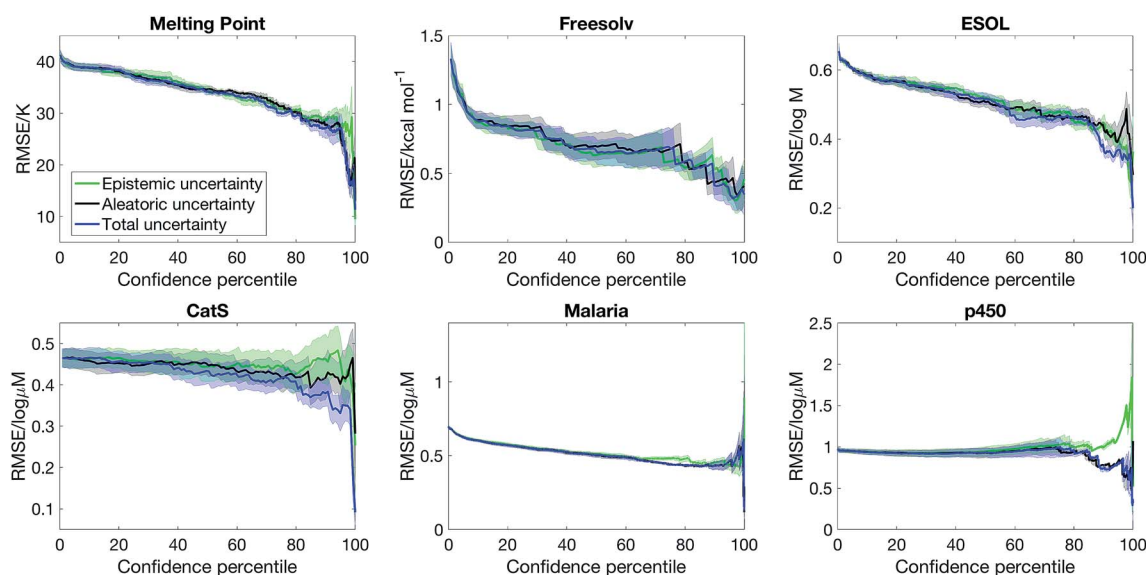 Melting Point
RMSE/K
40
30
20
10
Epistemic uncertainty
Aleatoric uncertainty
Total uncertainty
0 20 40 60 80 100
Confidence percentile
Freesolv
RMSE/kcal mol⁻¹
1.5
1
0.5
0
0 20 40 60 80 100
Confidence percentile
ESOL
RMSE/log M
0.6
0.4
0.2
0 20 40 60 80 100
Confidence percentile
CatS
RMSE/logμM
0.5
0.4
0.3
0.2
0.1
0 20 40 60 80 100
Confidence percentile
Malaria
RMSE/logμM
1
0.5
0
0 20 40 60 80 100
Confidence percentile
p450
RMSE/logμM
2.5
2
1.5
1
0.5
0
0 20 40 60 80 100
Confidence percentile